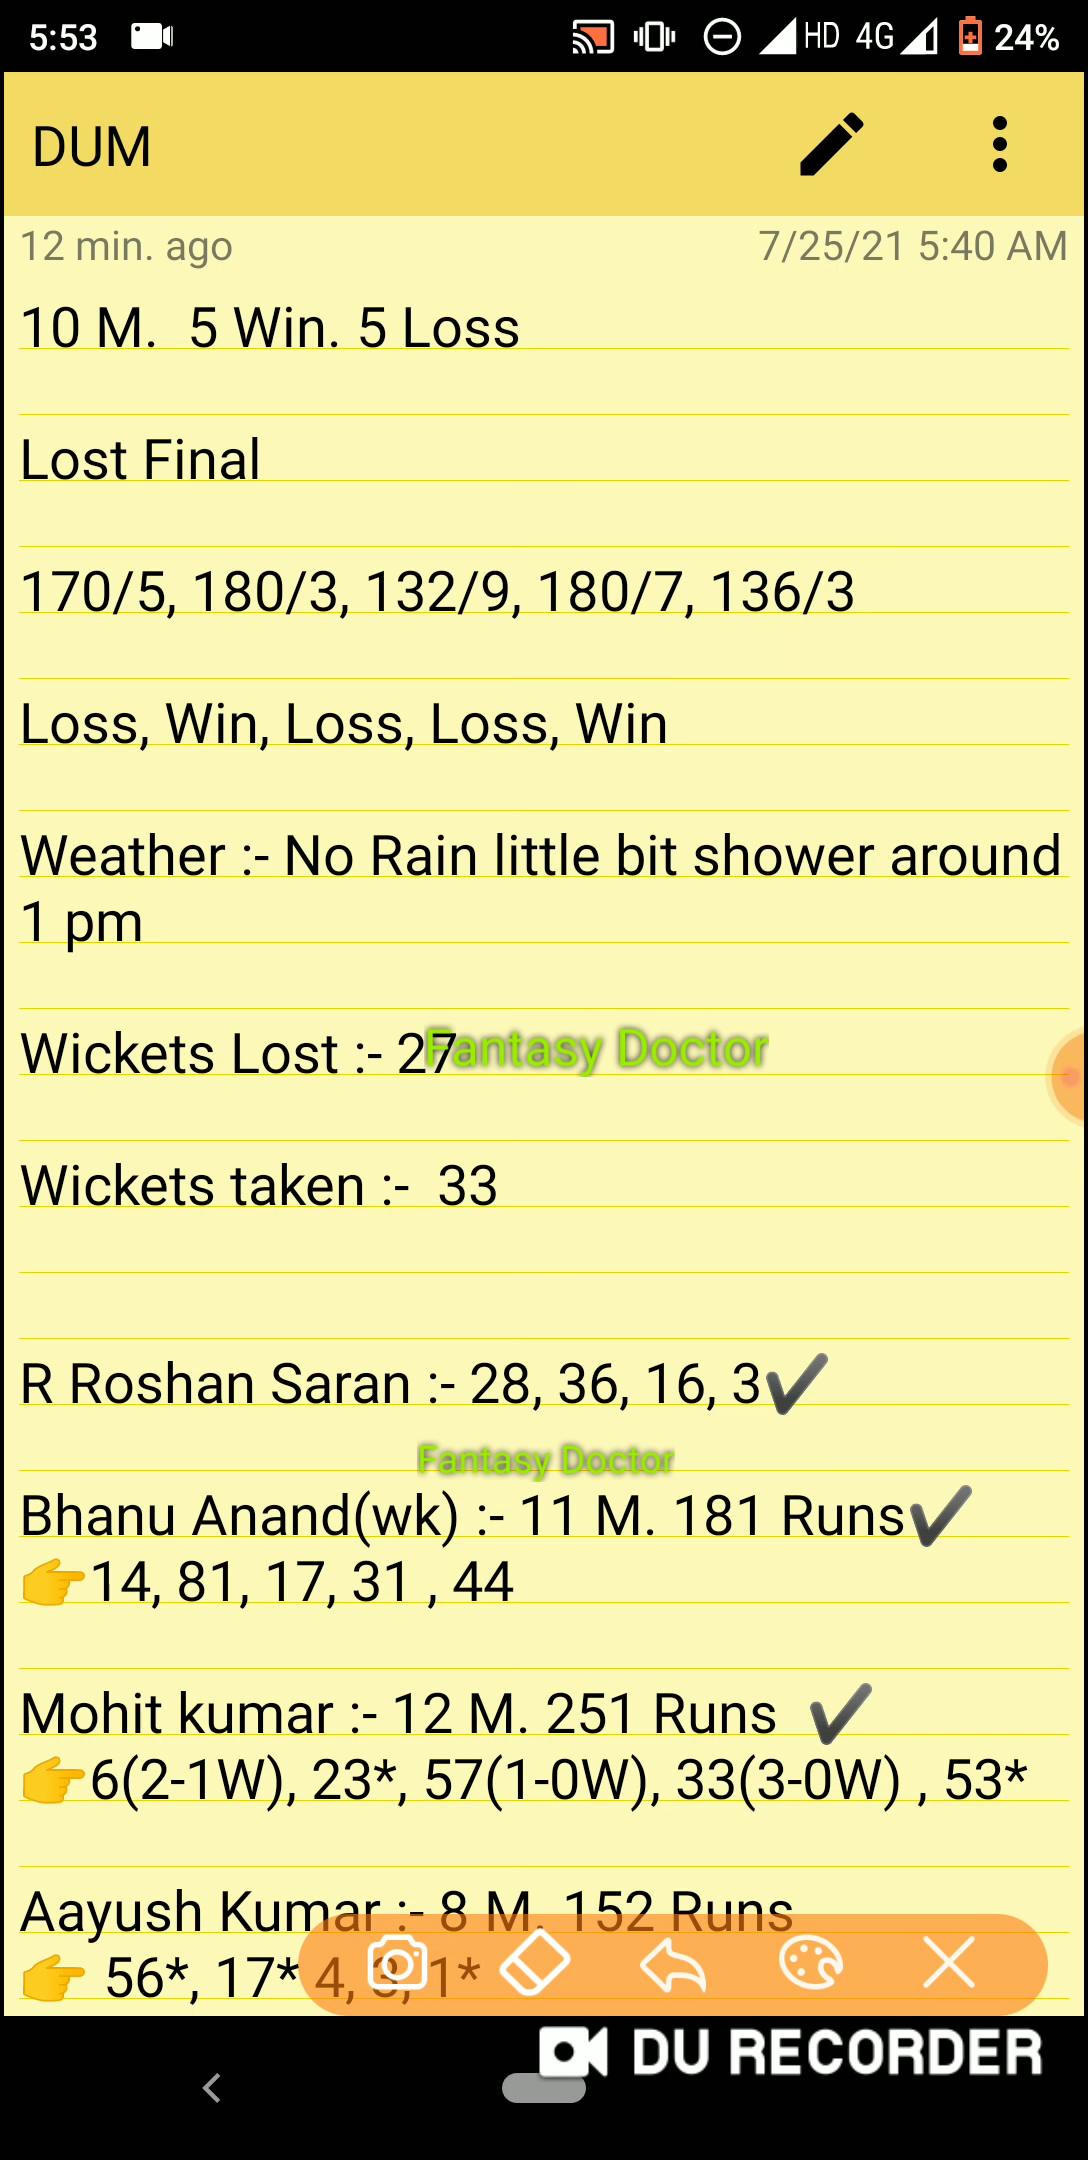 5:53 HD 4G 24%
DUM
12 min. ago 7/25/21 5:40 AM
10 M.  5 Win. 5 Loss
Lost Final
170/5, 180/3, 132/9, 180/7, 136/3
Loss, Win, Loss, Loss, Win
Weather :- No Rain little bit shower around
1 pm
Wickets Lost :- 27
Fantasy Doctor
Wickets taken :-  33
R Roshan Saran :- 28, 36, 16, 3✔
Fantasy Doctor
Bhanu Anand(wk) :- 11 M. 181 Runs✔
👉14, 81, 17, 31 , 44
Mohit kumar :- 12 M. 251 Runs  ✔
👉6(2-1W), 23*, 57(1-0W), 33(3-0W) , 53*
Aayush Kumar :- 8 M. 152 Runs
👉 56*, 17* 4, 3, 1*
DU RECORDER